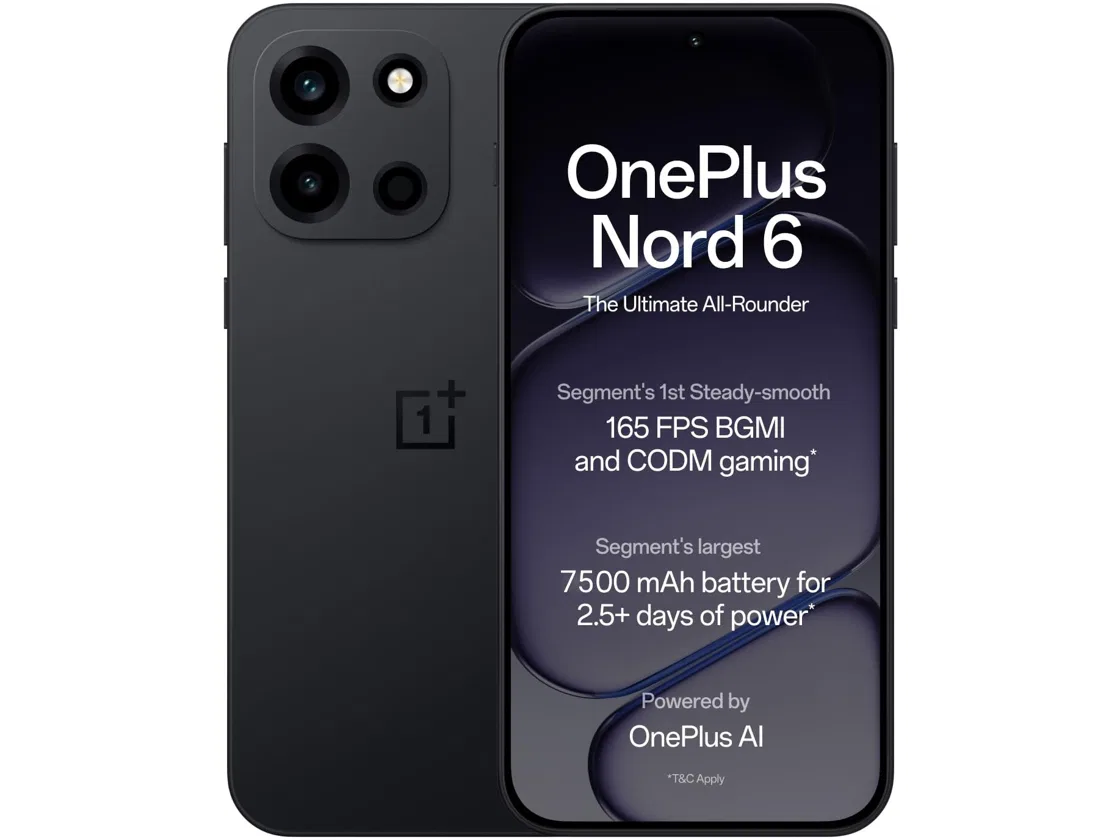 OnePlus
Nord 6
The Ultimate All-Rounder
Segment's 1st Steady-smooth
165 FPS BGMI
and CODM gaming*
Segment's largest
7500 mAh battery for
2.5+ days of power*
Powered by
OnePlus AI
*T&C Apply
1+